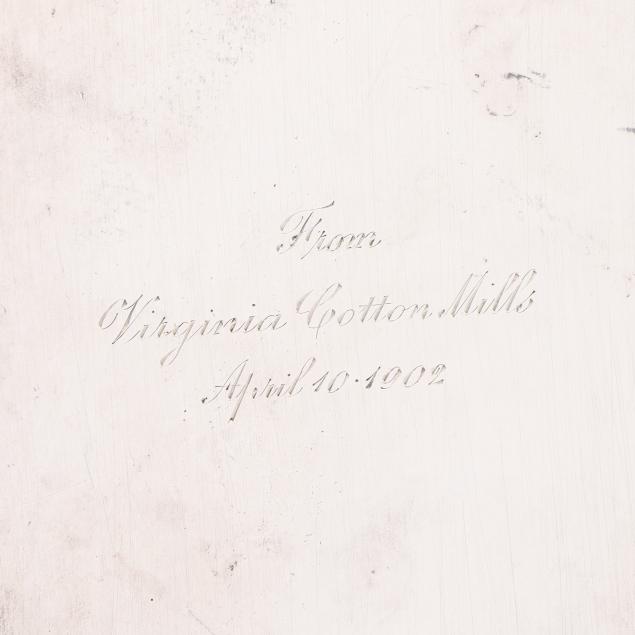 From
Virginia Cotton Mills
April 10. 1902